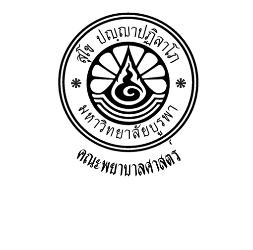 สุโข ปญฺญาปฏิลาโภ
มหาวิทยาลัยบูรพา
คณะพยาบาลศาสตร์